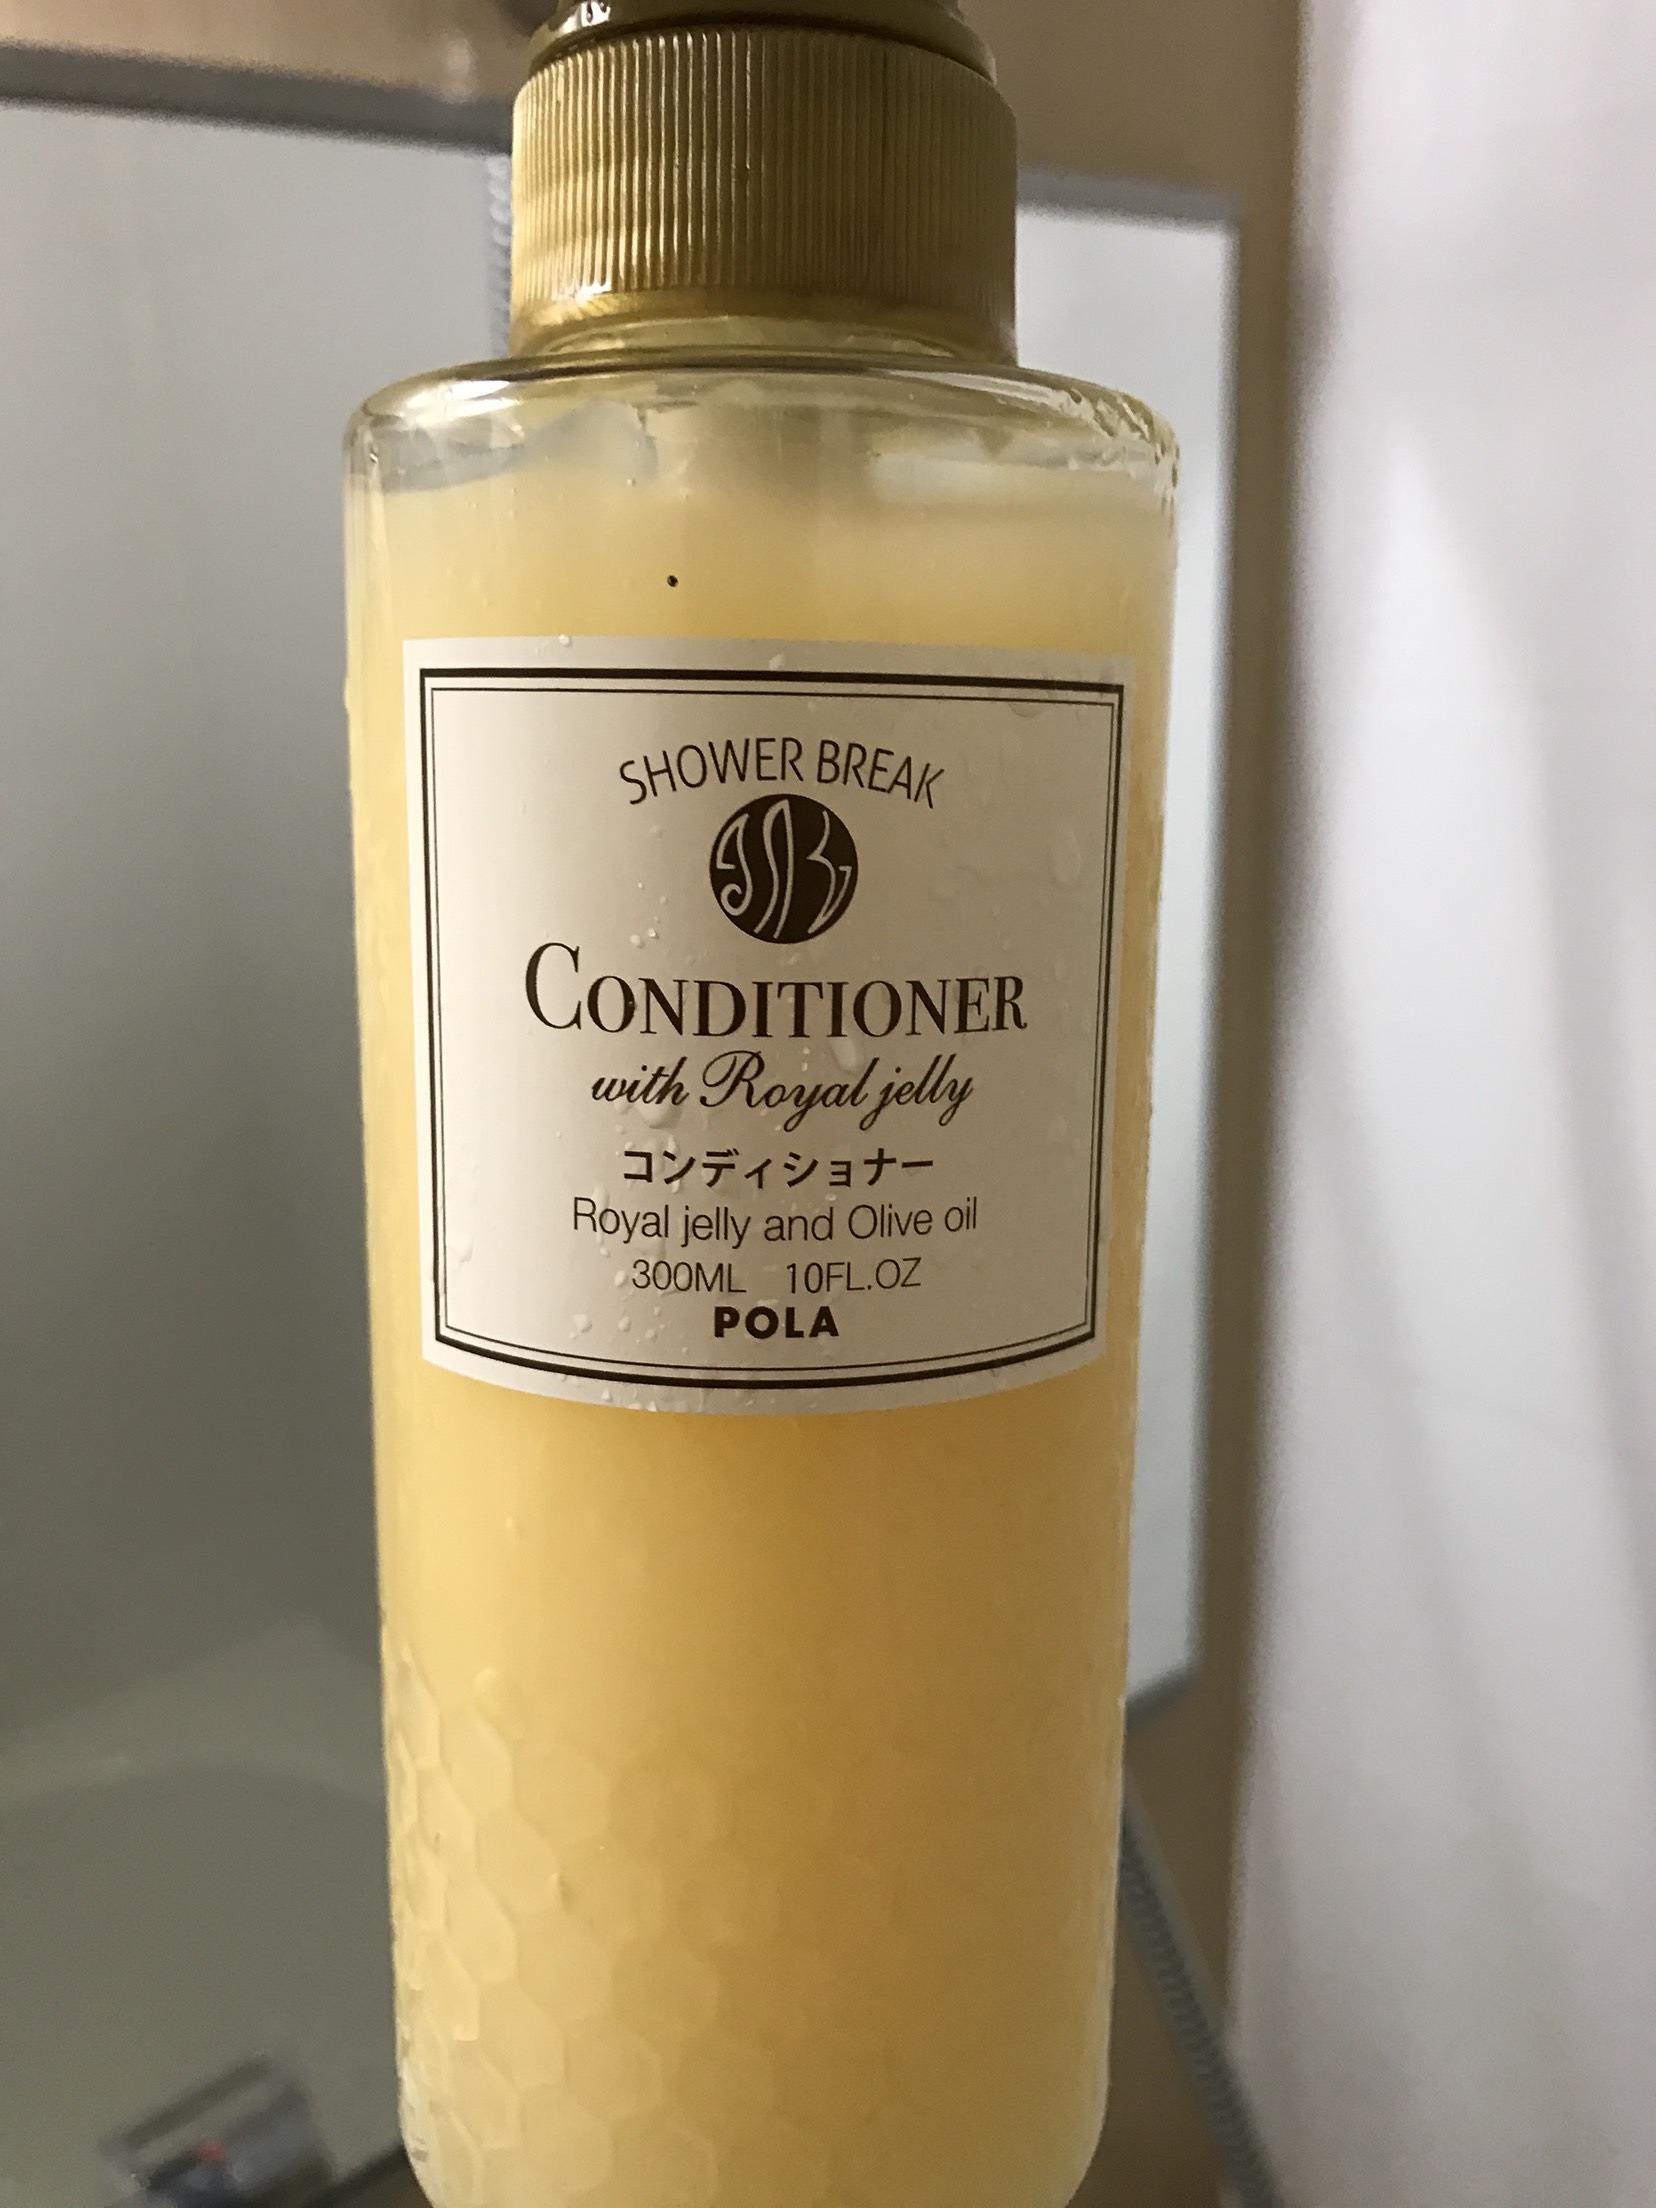 SHOWER BREAK
CONDITIONER
with Royal jelly
コンディショナー
Royal jelly and Olive oil
300ML 10FL.OZ
POLA